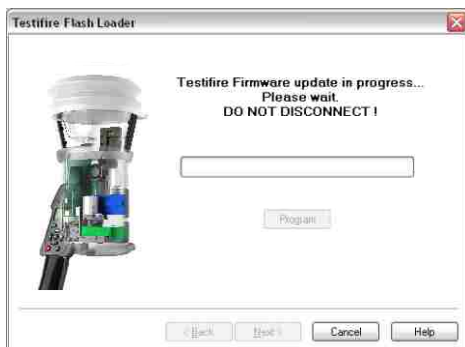 Testifire Flash Loader
Testifire Firmware update in progress...
Please wait.
DO NOT DISCONNECT !
Program
< Back Next > Cancel Help